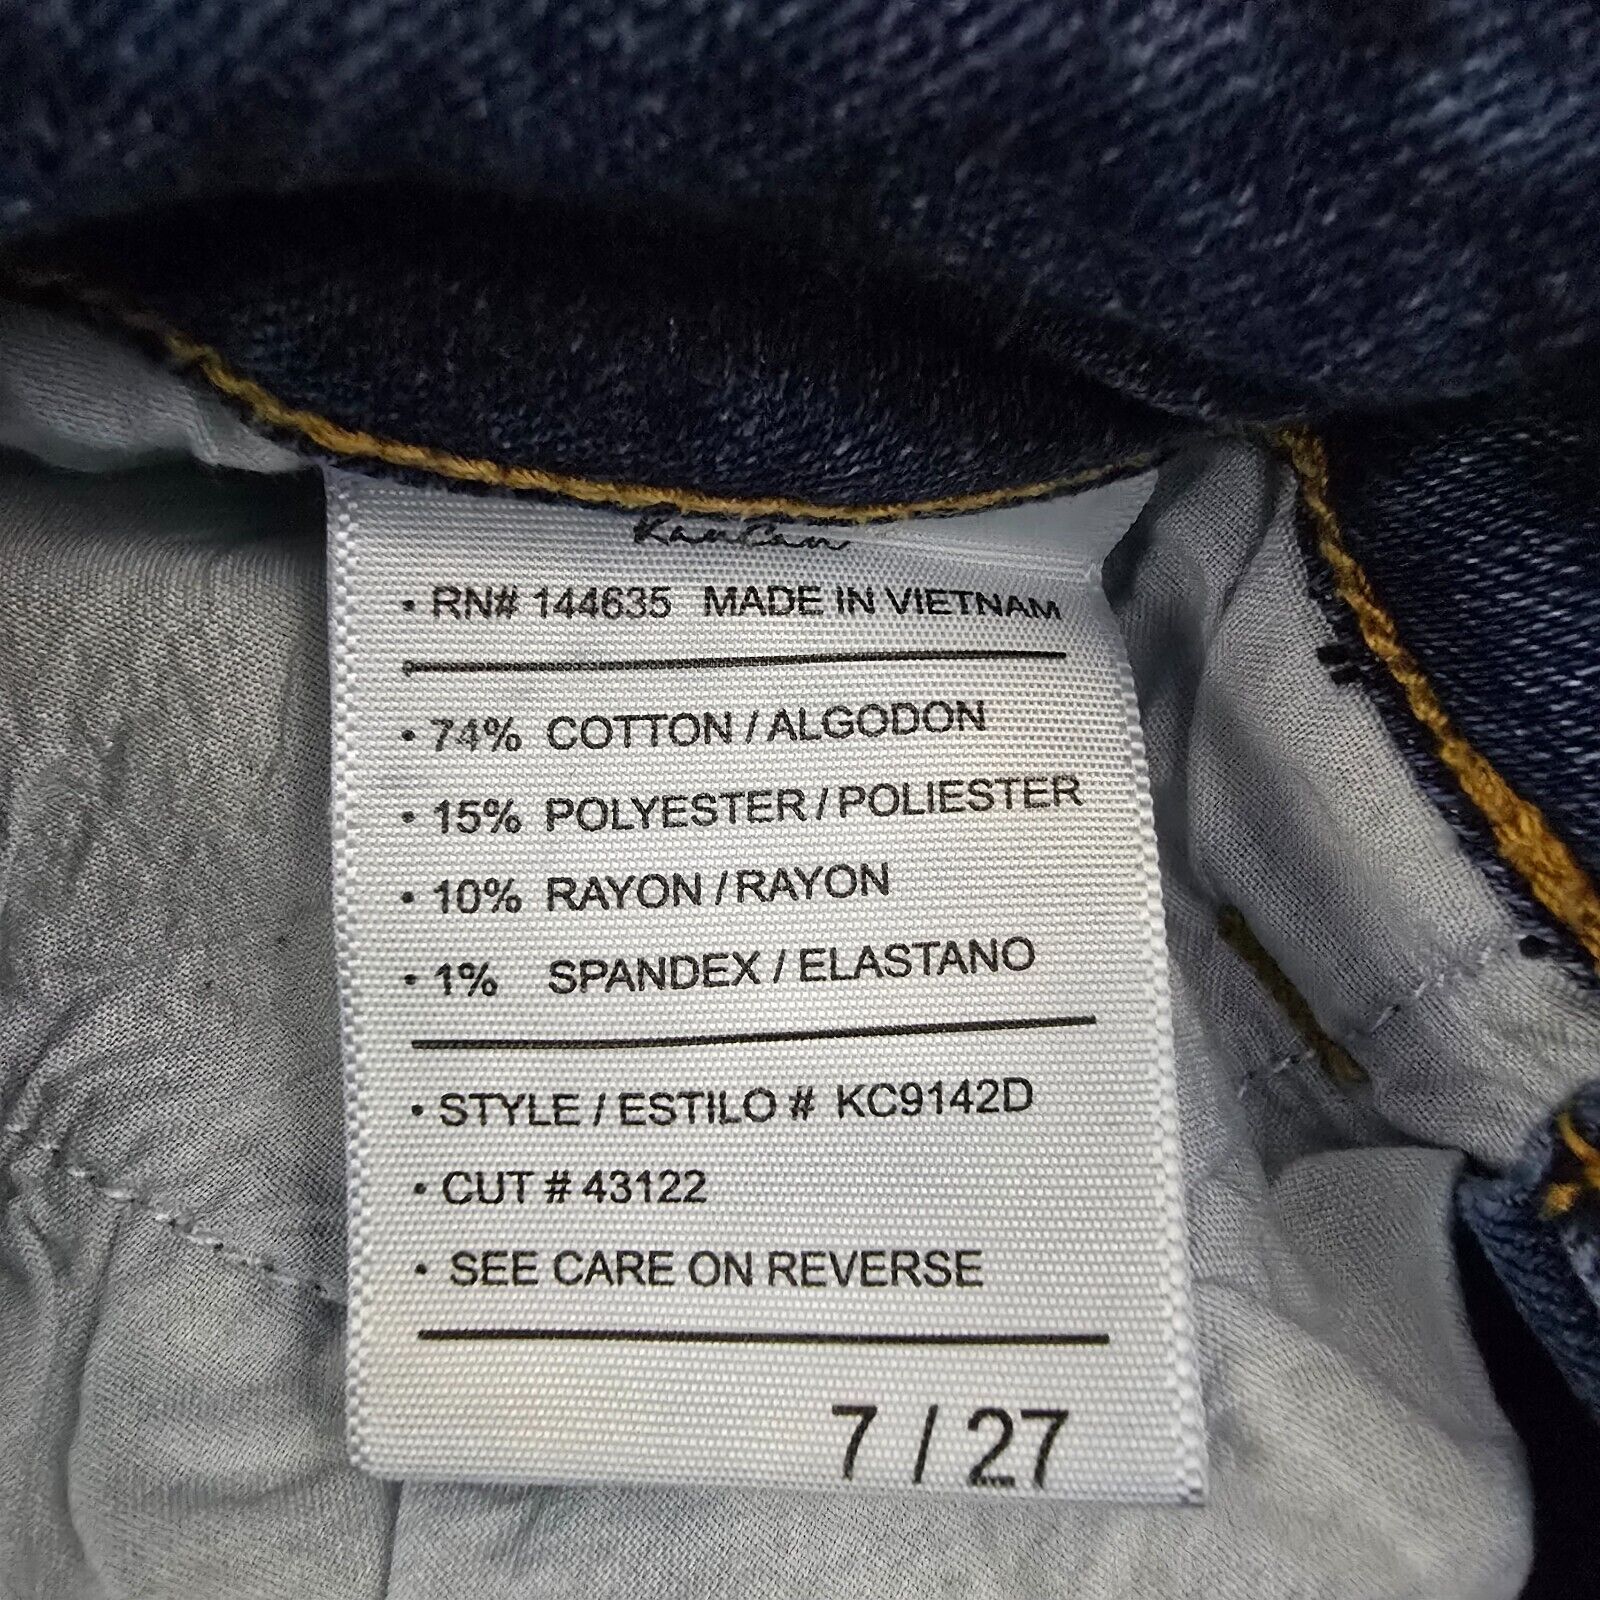 KanCan
• RN# 144635 MADE IN VIETNAM
• 74% COTTON / ALGODON
• 15% POLYESTER / POLIESTER
• 10% RAYON / RAYON
• 1% SPANDEX / ELASTANO
• STYLE / ESTILO # KC9142D
• CUT # 43122
• SEE CARE ON REVERSE
7 / 27